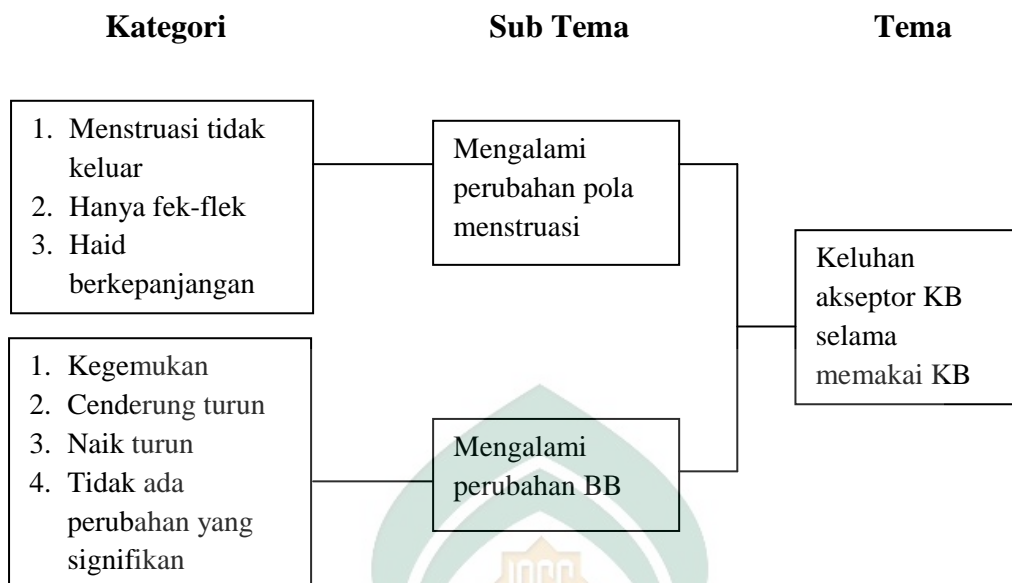 Kategori Sub Tema Tema
1. Menstruasi tidak
keluar
2. Hanya fek-flek
3. Haid
berkepanjangan
Mengalami
perubahan pola
menstruasi
Keluhan
akseptor KB
selama
memakai KB
1. Kegemukan
2. Cenderung turun
3. Naik turun
4. Tidak ada
perubahan yang
signifikan
Mengalami
perubahan BB